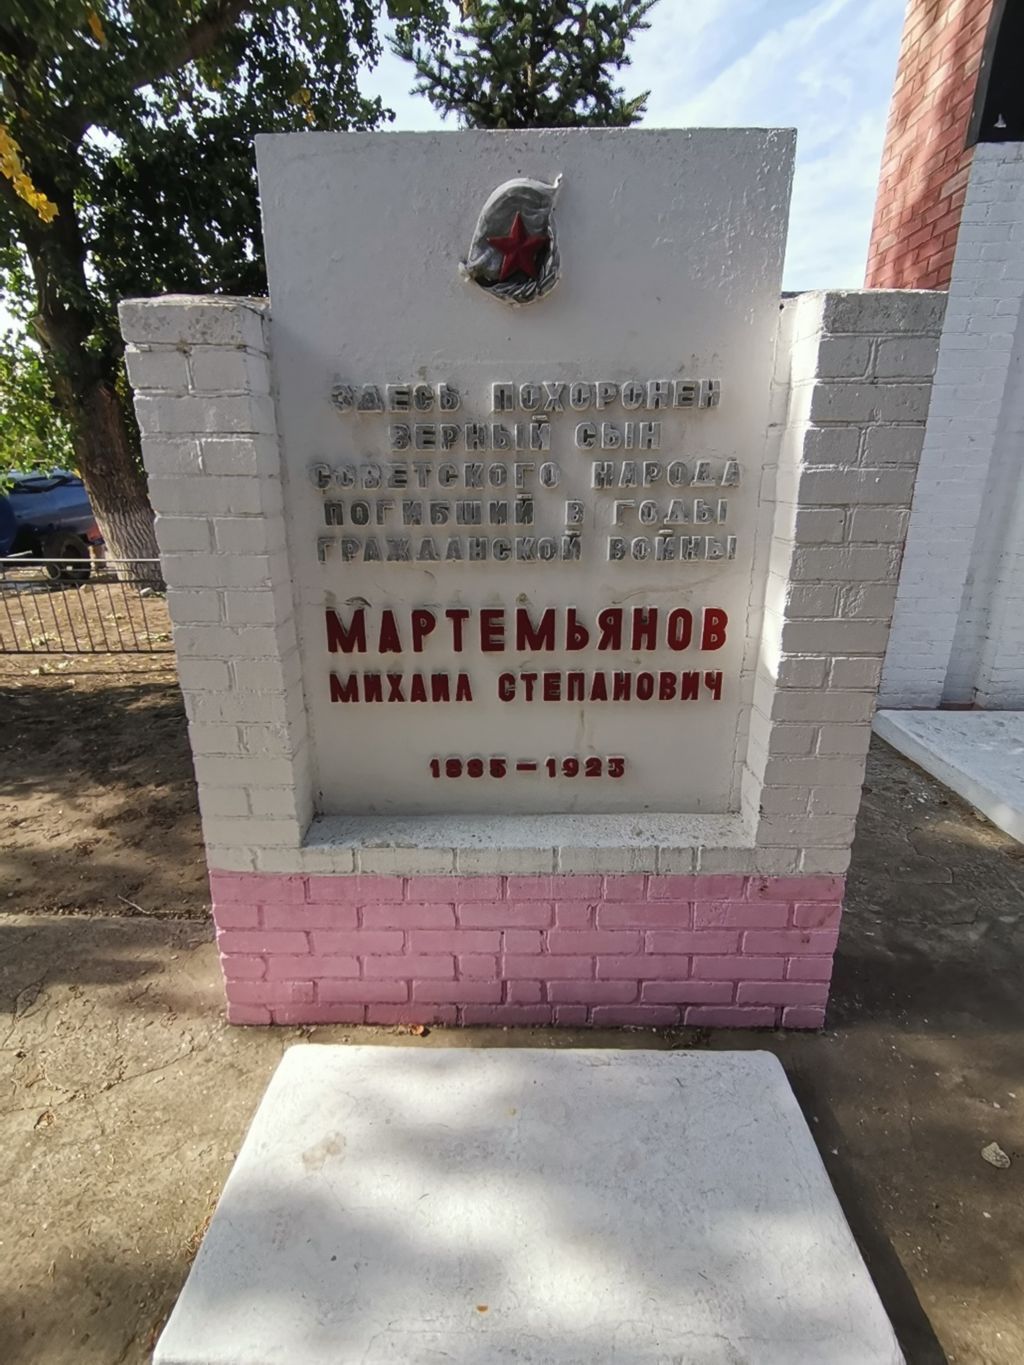 ЗДЕСЬ ПОХОРОНЕН
ВЕРНЫЙ СЫН
СОВЕТСКОГО НАРОДА
ПОГИБШИЙ В ГОДЫ
ГРАЖДАНСКОЙ ВОЙНЫ
МАРТЕМЬЯНОВ
МИХАИЛ СТЕПАНОВИЧ
1885 — 1923